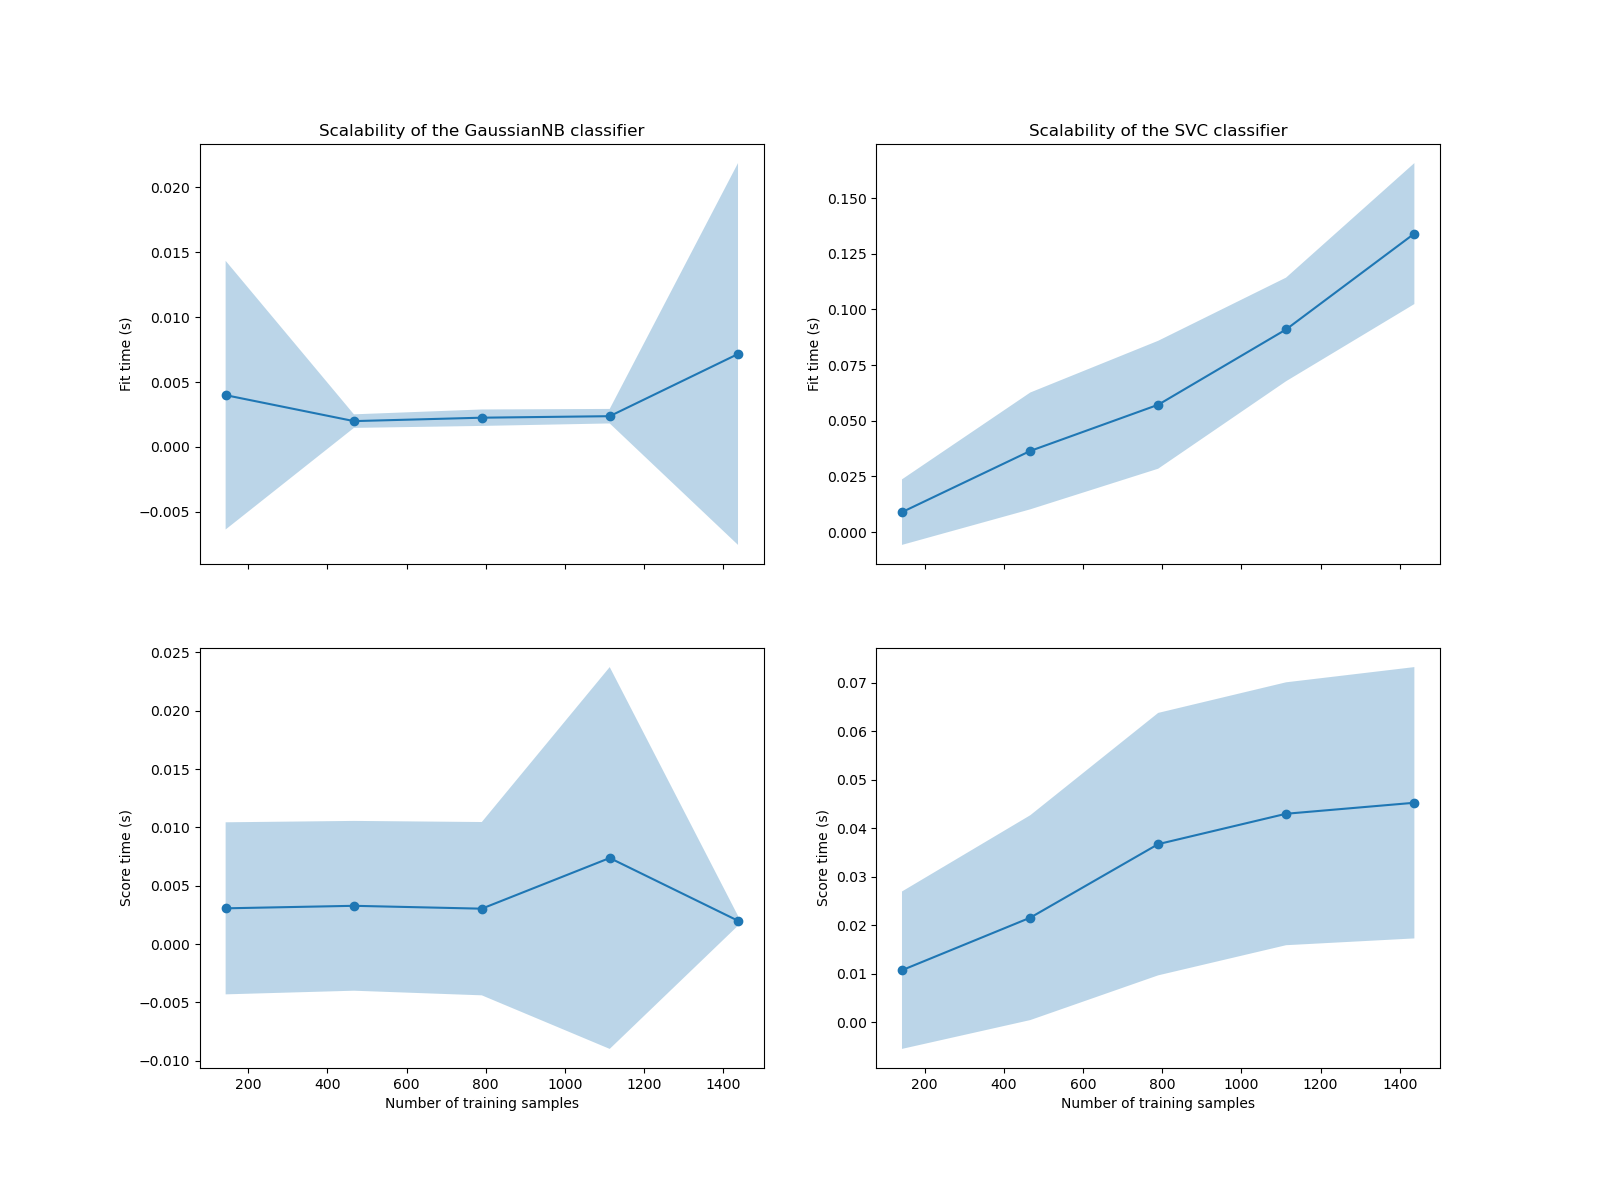 Scalability of the GaussianNB classifier
0.020
0.015
0.010
0.005
0.000
−0.005
Fit time (s)
Scalability of the SVC classifier
0.150
0.125
0.100
0.075
0.050
0.025
0.000
Fit time (s)
0.025
0.020
0.015
0.010
0.005
0.000
−0.005
−0.010
Score time (s)
200 400 600 800 1000 1200 1400
Number of training samples
0.07
0.06
0.05
0.04
0.03
0.02
0.01
0.00
Score time (s)
200 400 600 800 1000 1200 1400
Number of training samples